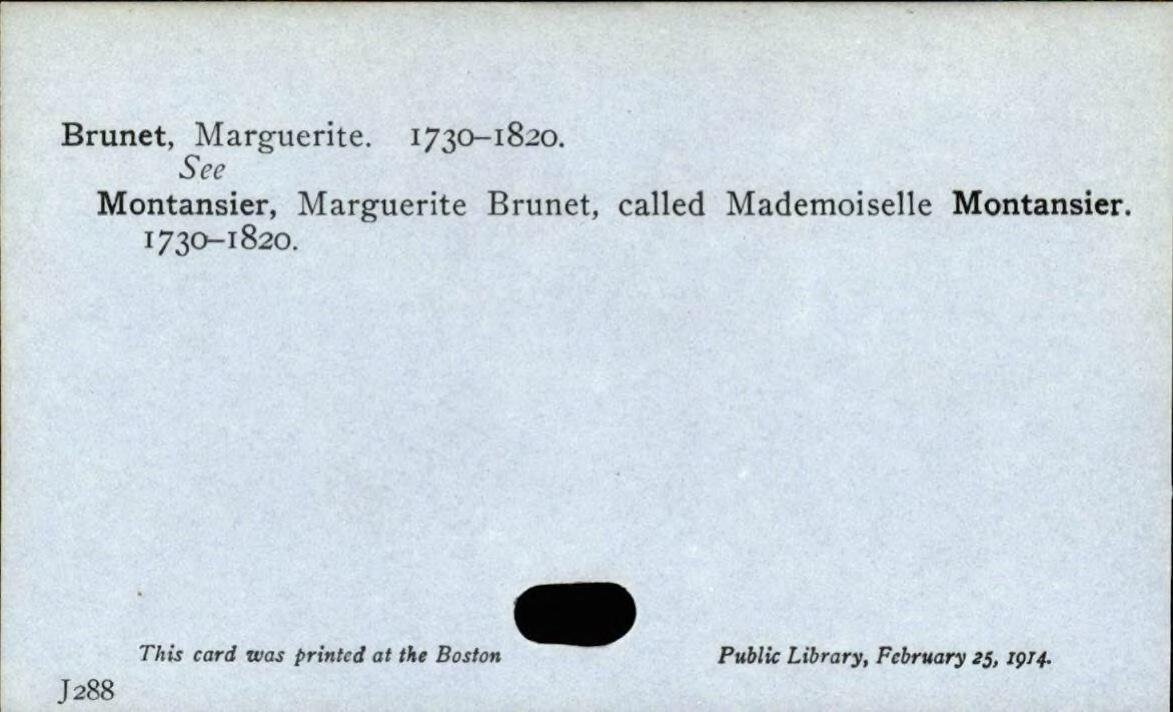 Brunet, Marguerite. 1730–1820.
See
Montansier, Marguerite Brunet, called Mademoiselle Montansier.
1730–1820.
This card was printed at the Boston Public Library, February 25, 1914.
J288